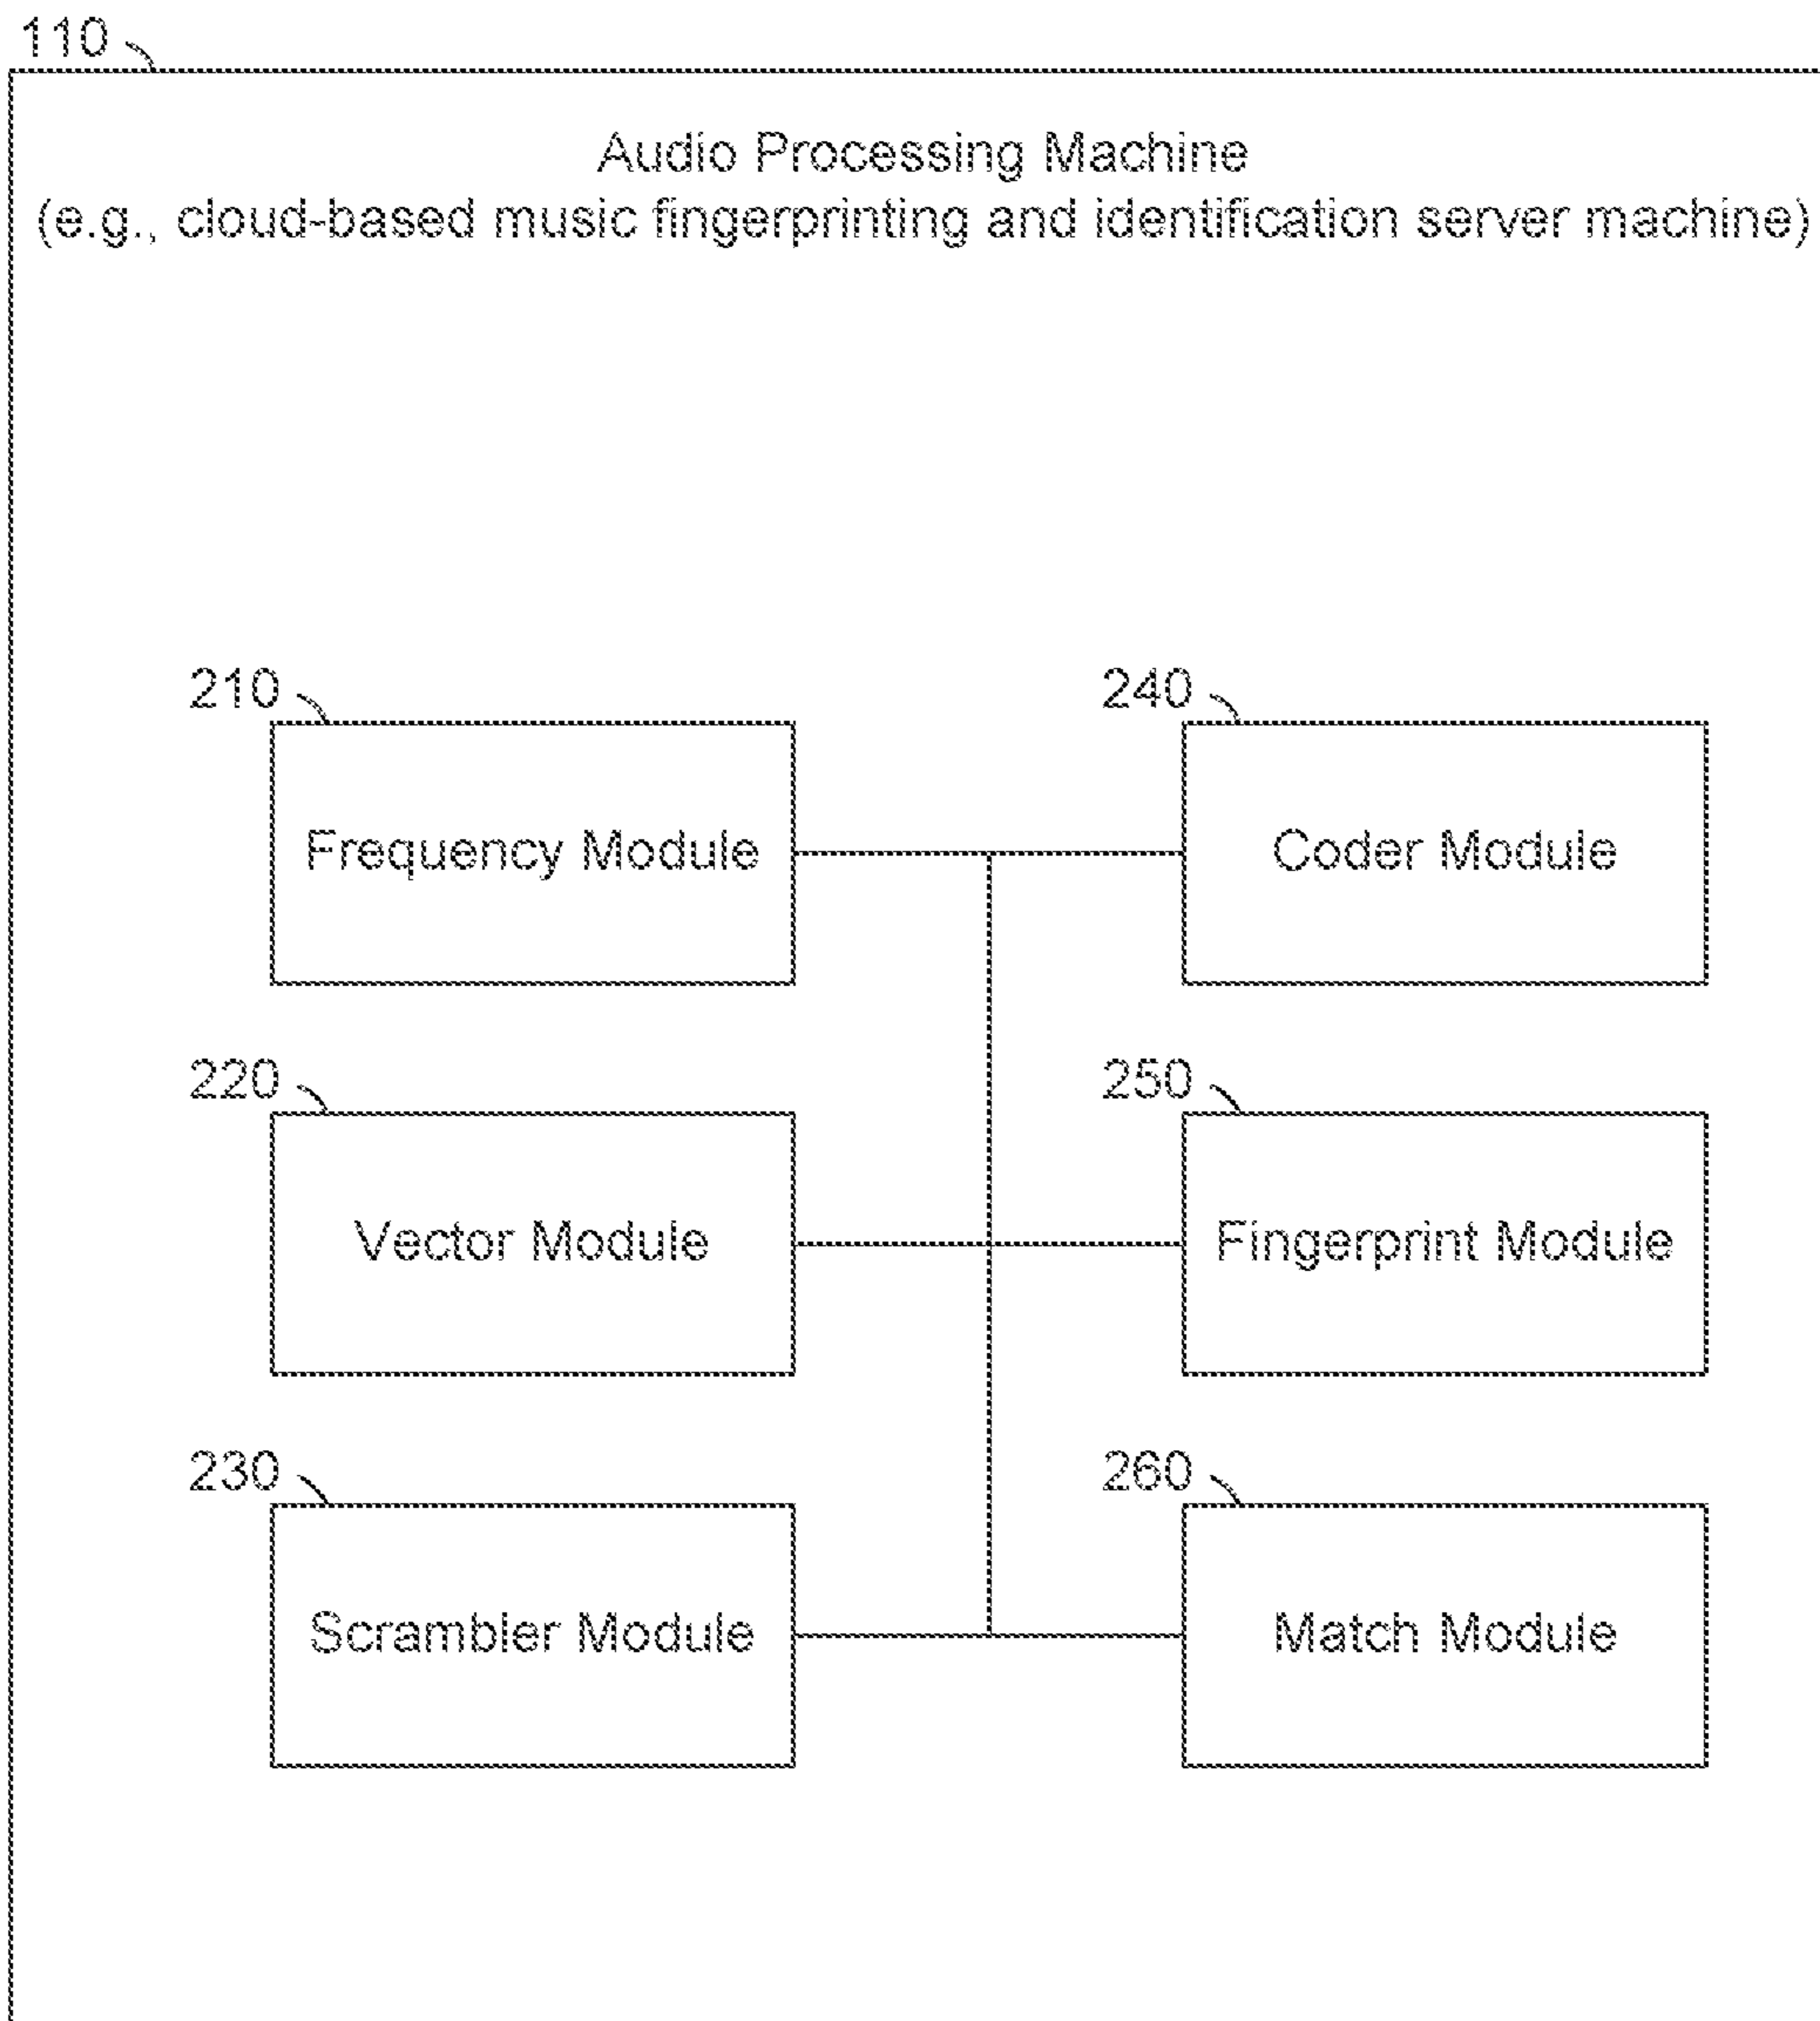 110
Audio Processing Machine
(e.g., cloud-based music fingerprinting and identification server machine)
210
Frequency Module
240
Coder Module
220
Vector Module
250
Fingerprint Module
230
Scrambler Module
260
Match Module